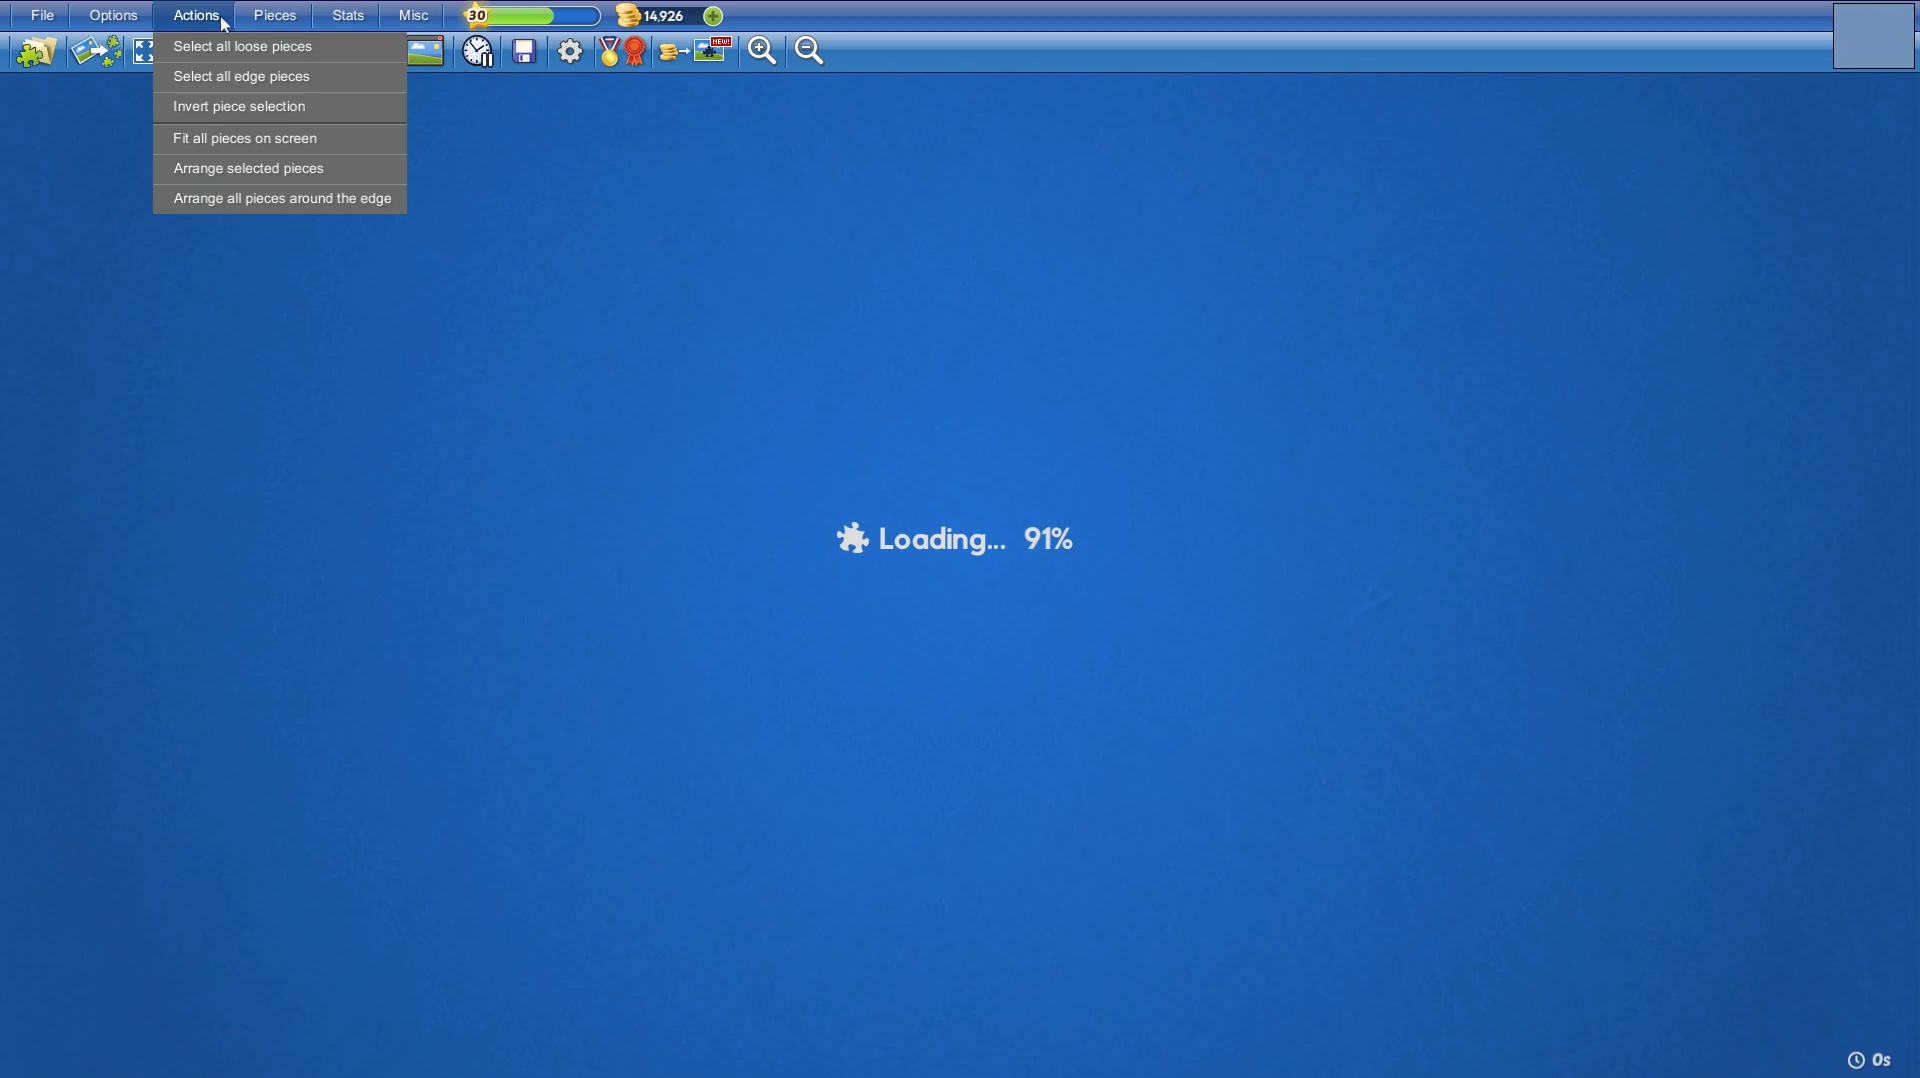 File Options Actions Pieces Stats Misc 30 14,926
NEW!
Select all loose pieces
Select all edge pieces
Invert piece selection
Fit all pieces on screen
Arrange selected pieces
Arrange all pieces around the edge
Loading... 91%
0s